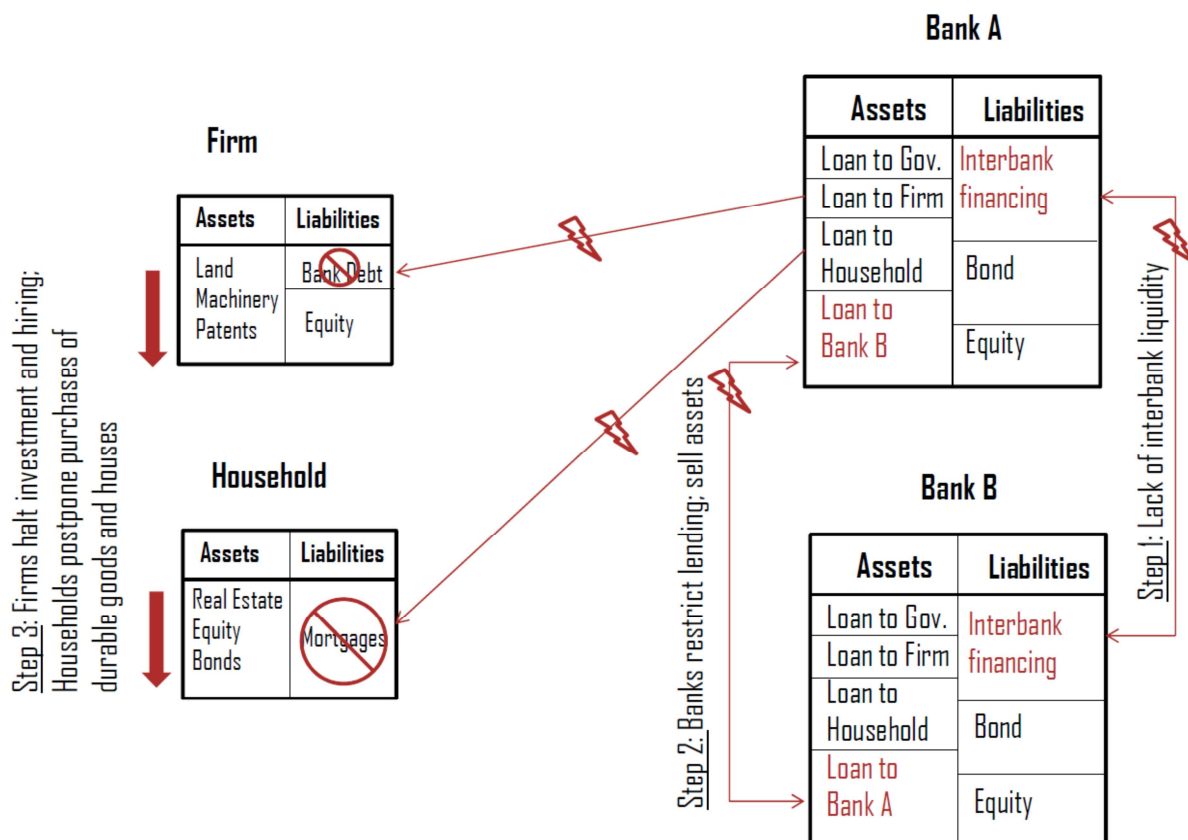 Bank A
Assets
Liabilities
Loan to Gov.
Loan to Firm
Loan to
Household
Loan to
Bank B
Interbank
financing
Bond
Equity
Firm
Assets
Liabilities
Land
Machinery
Patents
Bank Debt
Equity
Household
Assets
Liabilities
Real Estate
Equity
Bonds
Mortgages
Bank B
Assets
Liabilities
Loan to Gov.
Loan to Firm
Loan to
Household
Loan to
Bank A
Interbank
financing
Bond
Equity
Step 1: Lack of interbank liquidity
Step 2: Banks restrict lending; sell assets
Step 3: Firms halt investment and hiring;
Households postpone purchases of
durable goods and houses